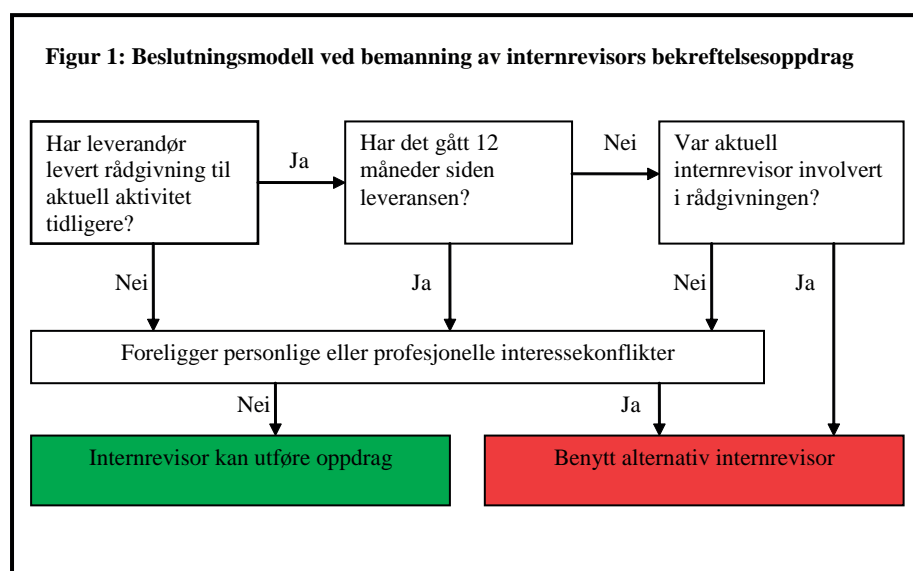 Figur 1: Beslutningsmodell ved bemanning av internrevisors bekreftelsesoppdrag
Har leverandør
levert rådgivning til
aktuell aktivitet
tidligere?
Ja
Har det gått 12
måneder siden
leveransen?
Nei
Var aktuell
internrevisor involvert
i rådgivningen?
Nei
Ja
Nei
Ja
Foreligger personlige eller profesjonelle interessekonflikter
Nei
Ja
Internrevisor kan utføre oppdrag
Benytt alternativ internrevisor